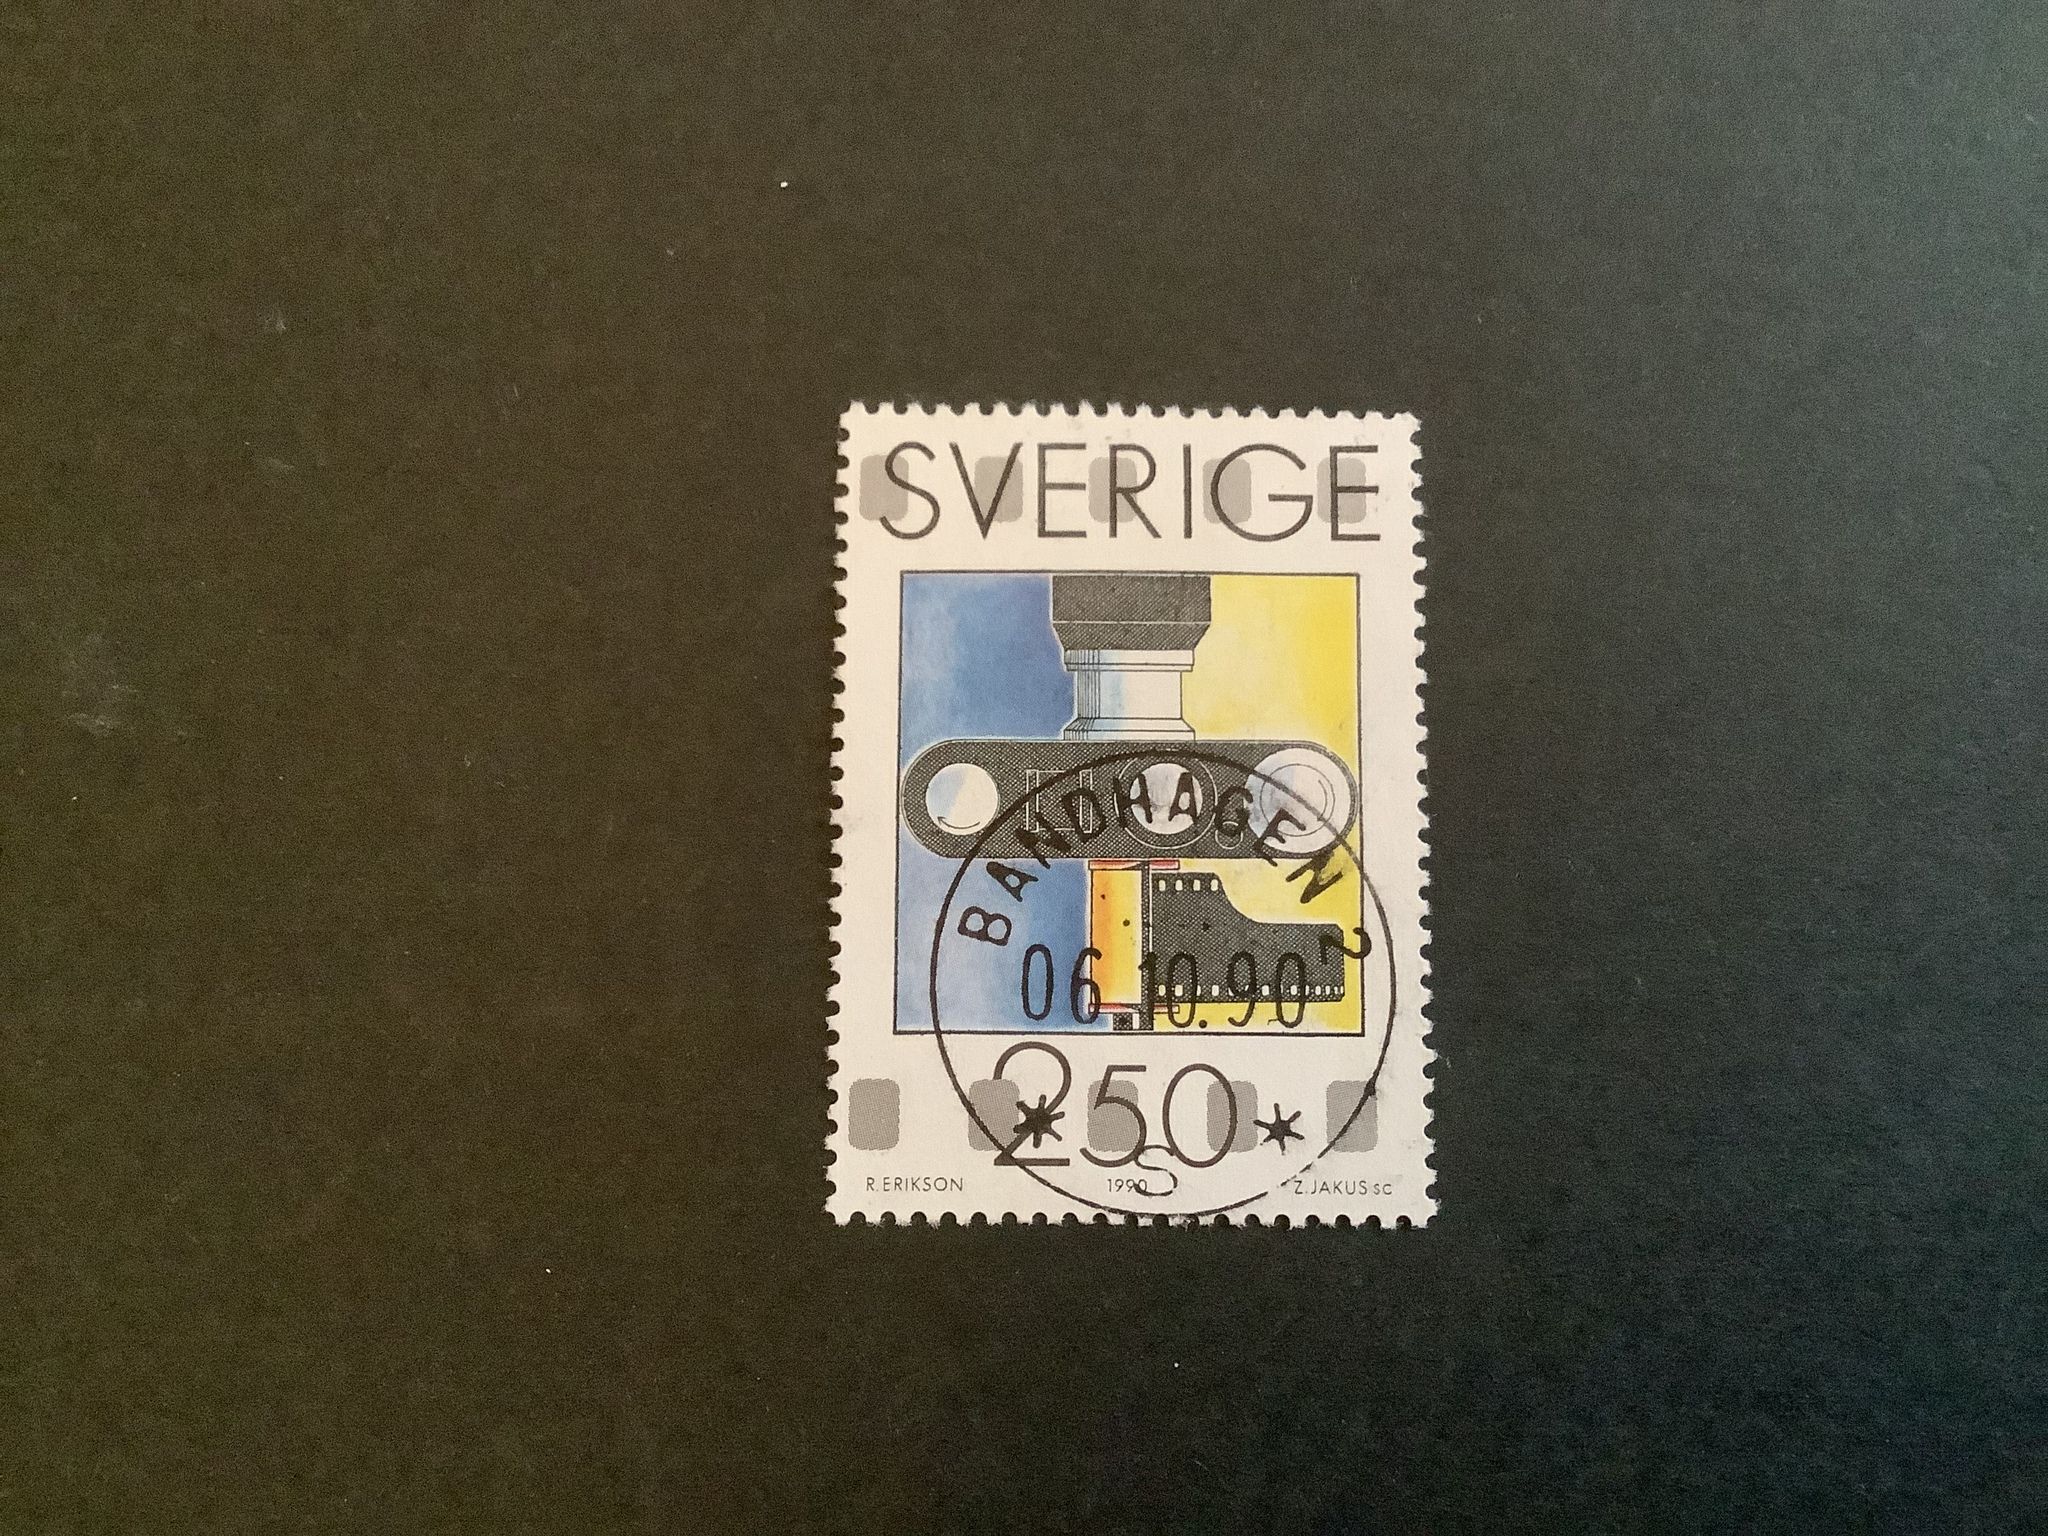 SVERIGE
BANDHAGEN 2
06.10.90
250
* *
S
R. ERIKSON 1990 Z. JAKUS SC